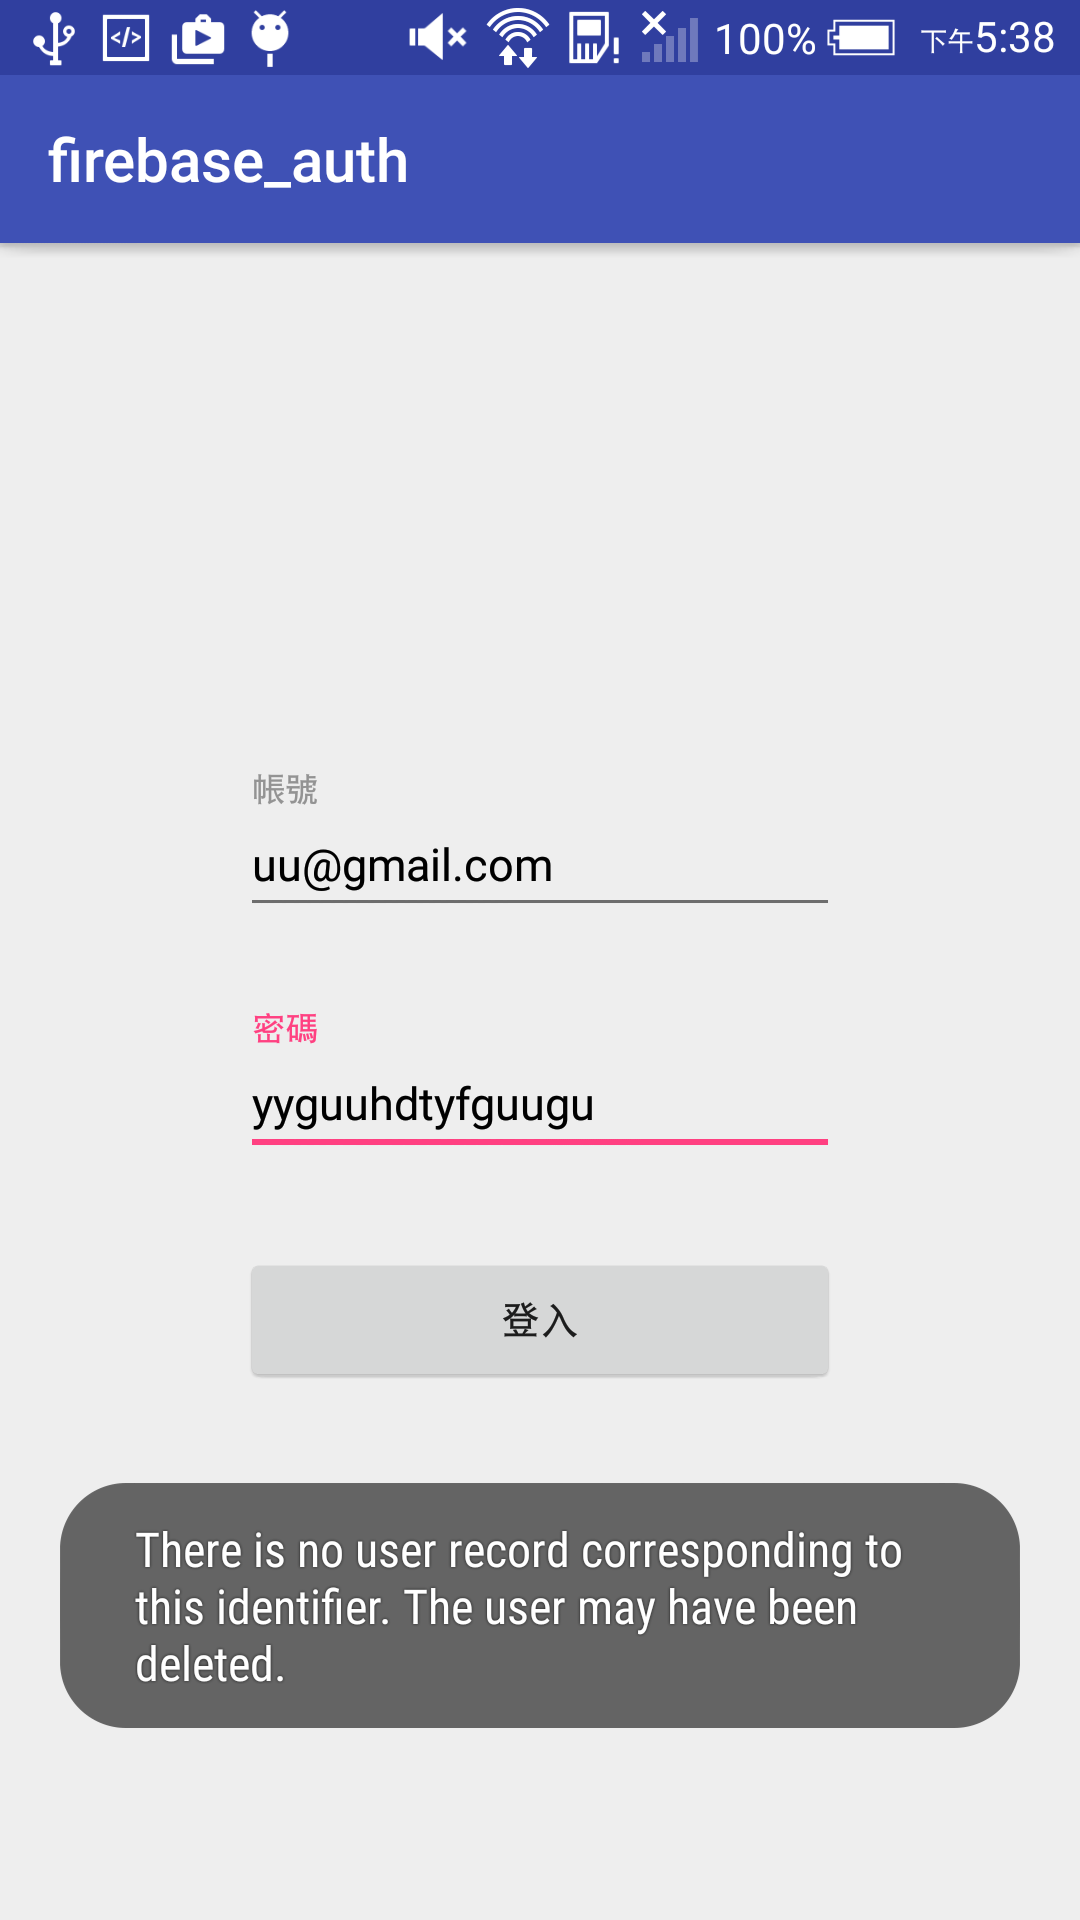 100% 下午5:38
firebase_auth
帳號
uu@gmail.com
密碼
yyguuhdtyfguugu
登入
There is no user record corresponding to
this identifier. The user may have been
deleted.